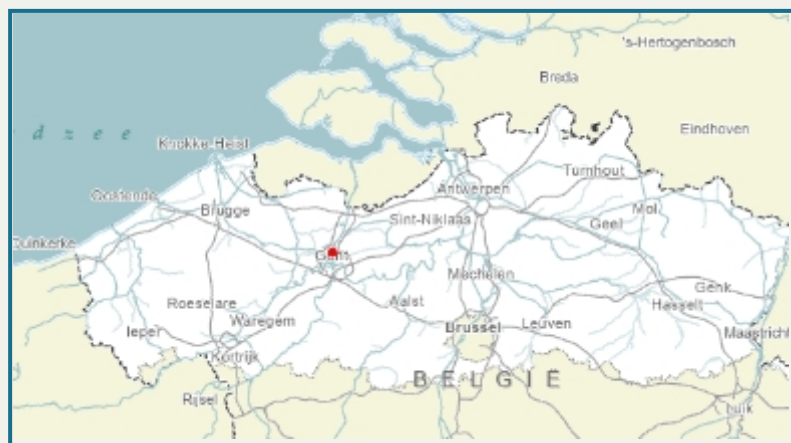 's-Hertogenbosch
Breda
d z e e
Eindhoven
Knokke-Heist
Turnhout
Oostende
Antwerpen
Brugge
Mol
Sint-Niklaas
Geel
Duinkerke
Gent
Mechelen
Genk
Roeselare
Aalst
Hasselt
Waregem
Ieper
Brussel
Leuven
Maastricht
Kortrijk
BELGIË
Rijsel
Luik